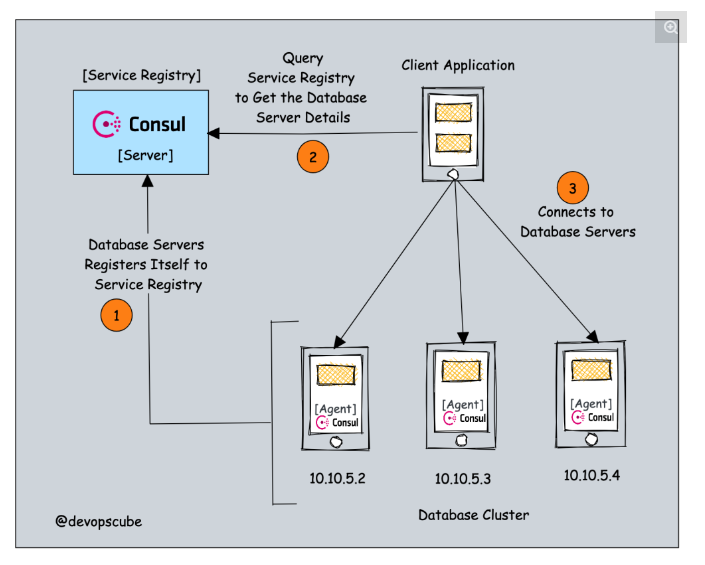 [Service Registry]
Consul
[Server]
Query
Service Registry
to Get the Database
Server Details
2
Client Application
3
Connects to
Database Servers
Database Servers
Registers Itself to
Service Registry
1
[Agent]
Consul
[Agent]
Consul
[Agent]
Consul
10.10.5.2
10.10.5.3
10.10.5.4
Database Cluster
@devopscube